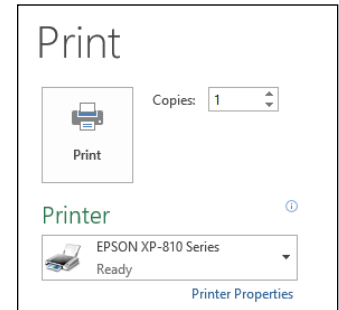 Print
Copies: 1
Print
Printer
EPSON XP-810 Series
Ready
Printer Properties